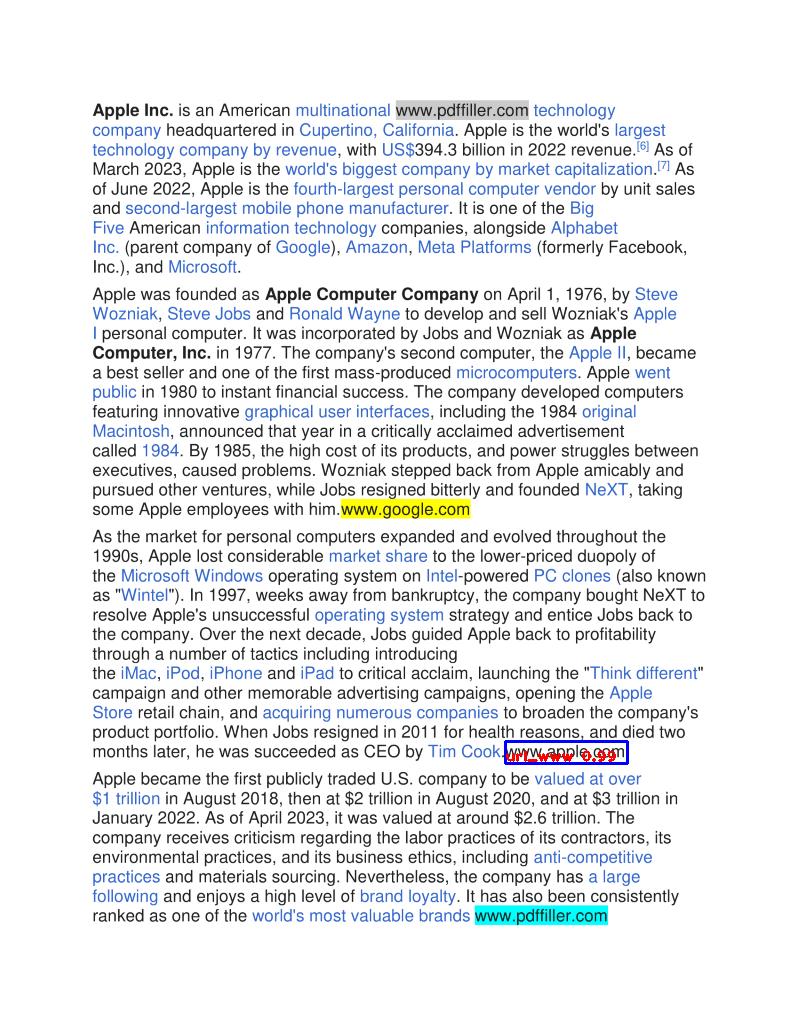 Apple Inc. is an American multinational www.pdffiller.com technology
company headquartered in Cupertino, California. Apple is the world's largest
technology company by revenue, with US$394.3 billion in 2022 revenue.[6] As of
March 2023, Apple is the world's biggest company by market capitalization.[7] As
of June 2022, Apple is the fourth-largest personal computer vendor by unit sales
and second-largest mobile phone manufacturer. It is one of the Big
Five American information technology companies, alongside Alphabet
Inc. (parent company of Google), Amazon, Meta Platforms (formerly Facebook,
Inc.), and Microsoft.
Apple was founded as Apple Computer Company on April 1, 1976, by Steve
Wozniak, Steve Jobs and Ronald Wayne to develop and sell Wozniak's Apple
I personal computer. It was incorporated by Jobs and Wozniak as Apple
Computer, Inc. in 1977. The company's second computer, the Apple II, became
a best seller and one of the first mass-produced microcomputers. Apple went
public in 1980 to instant financial success. The company developed computers
featuring innovative graphical user interfaces, including the 1984 original
Macintosh, announced that year in a critically acclaimed advertisement
called 1984. By 1985, the high cost of its products, and power struggles between
executives, caused problems. Wozniak stepped back from Apple amicably and
pursued other ventures, while Jobs resigned bitterly and founded NeXT, taking
some Apple employees with him.www.google.com
As the market for personal computers expanded and evolved throughout the
1990s, Apple lost considerable market share to the lower-priced duopoly of
the Microsoft Windows operating system on Intel-powered PC clones (also known
as "Wintel"). In 1997, weeks away from bankruptcy, the company bought NeXT to
resolve Apple's unsuccessful operating system strategy and entice Jobs back to
the company. Over the next decade, Jobs guided Apple back to profitability
through a number of tactics including introducing
the iMac, iPod, iPhone and iPad to critical acclaim, launching the "Think different"
campaign and other memorable advertising campaigns, opening the Apple
Store retail chain, and acquiring numerous companies to broaden the company's
product portfolio. When Jobs resigned in 2011 for health reasons, and died two
months later, he was succeeded as CEO by Tim Cook.www.apple.com
url_www 0.99
Apple became the first publicly traded U.S. company to be valued at over
$1 trillion in August 2018, then at $2 trillion in August 2020, and at $3 trillion in
January 2022. As of April 2023, it was valued at around $2.6 trillion. The
company receives criticism regarding the labor practices of its contractors, its
environmental practices, and its business ethics, including anti-competitive
practices and materials sourcing. Nevertheless, the company has a large
following and enjoys a high level of brand loyalty. It has also been consistently
ranked as one of the world's most valuable brands www.pdffiller.com